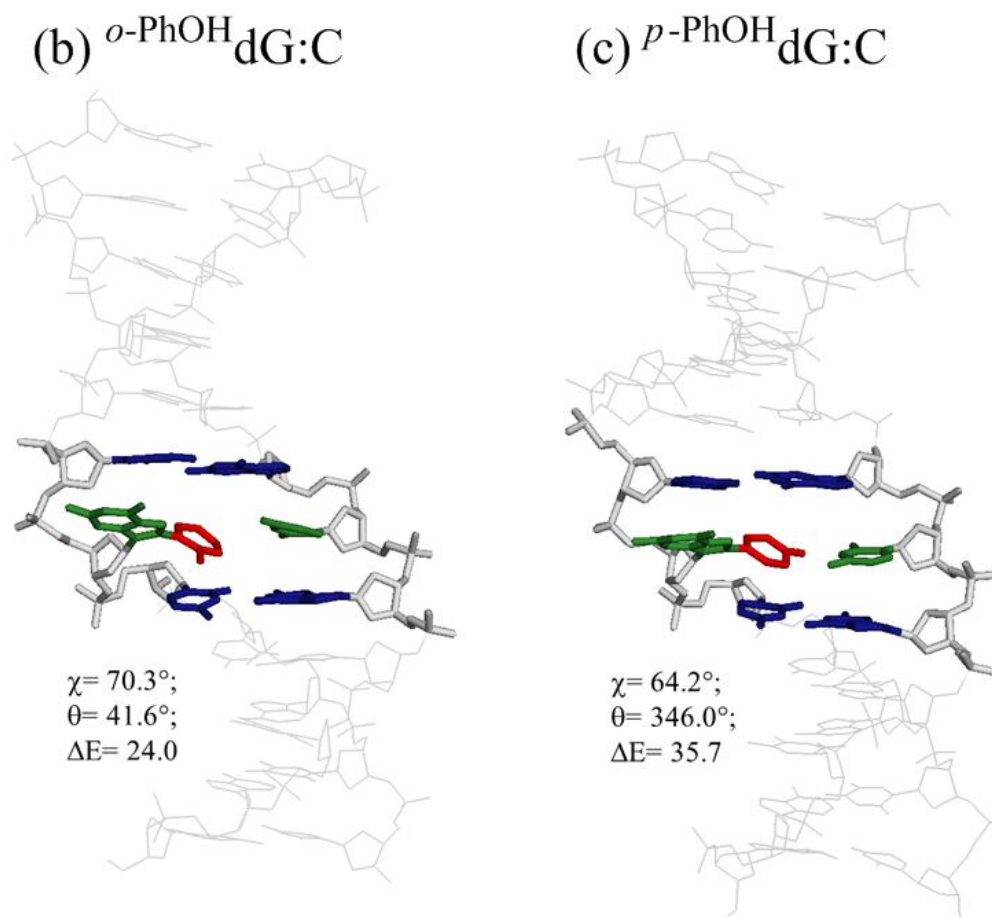 (b) o-PhOHdG:C
χ= 70.3°;
θ= 41.6°;
ΔE= 24.0
(c) p-PhOHdG:C
χ= 64.2°;
θ= 346.0°;
ΔE= 35.7